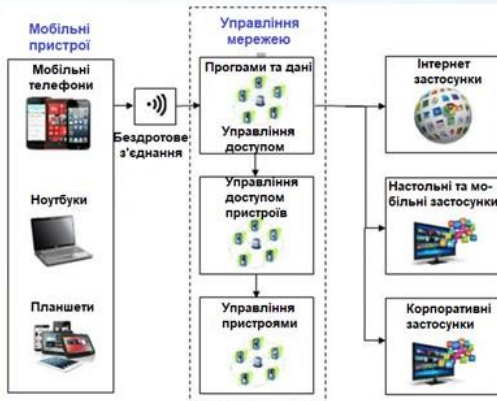 Мобільні
пристрої
Мобільні
телефони
Ноутбуки
Планшети
Бездротове
з'єднання
Управління
мережею
Програми та дані
Управління
доступом
Управління
доступом
пристроїв
Управління
пристроями
Інтернет
застосунки
Настольні та мо-
більні застосунки
Корпоративні
застосунки